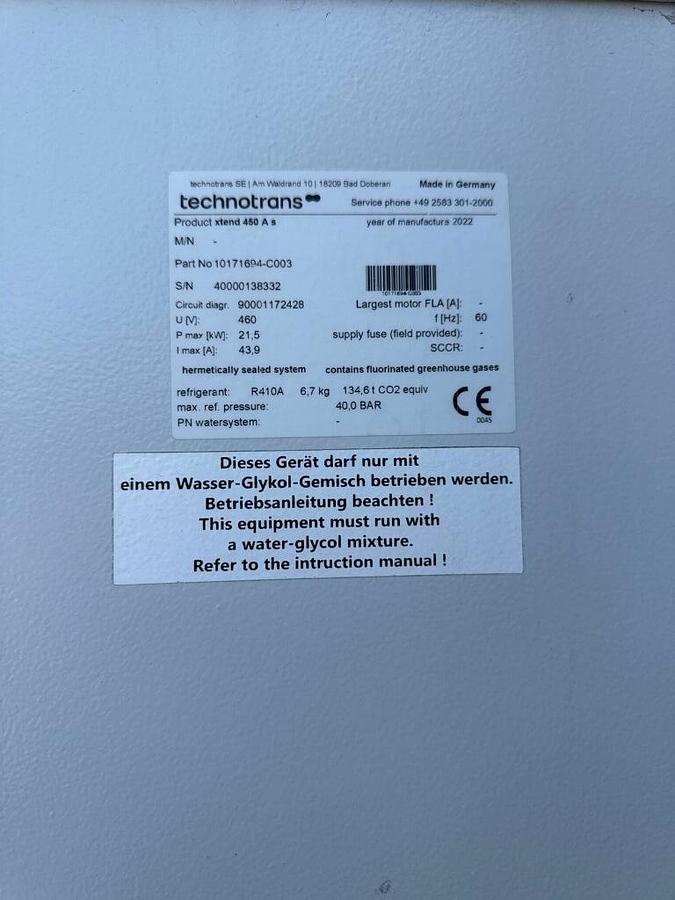 technotrans SE | Am Waldrand 10 | 18209 Bad Doberan Made in Germany
technotrans Service phone +49 2583 301-2000
Product xtend 450 A s year of manufacture 2022
M/N -
Part No 10171694-C003
S/N 40000138332
10171694-C003
Circuit diagr. 90001172428 Largest motor FLA [A]: -
U [V]: 460 f [Hz]: 60
P max [kW]: 21,5 supply fuse (field provided): -
I max [A]: 43,9 SCCR: -
hermetically sealed system contains fluorinated greenhouse gases
refrigerant: R410A 6,7 kg 134,6 t CO2 equiv
max. ref. pressure: 40,0 BAR
CE
PN watersystem: - 0045
Dieses Gerät darf nur mit
einem Wasser-Glykol-Gemisch betrieben werden.
Betriebsanleitung beachten !
This equipment must run with
a water-glycol mixture.
Refer to the intruction manual !